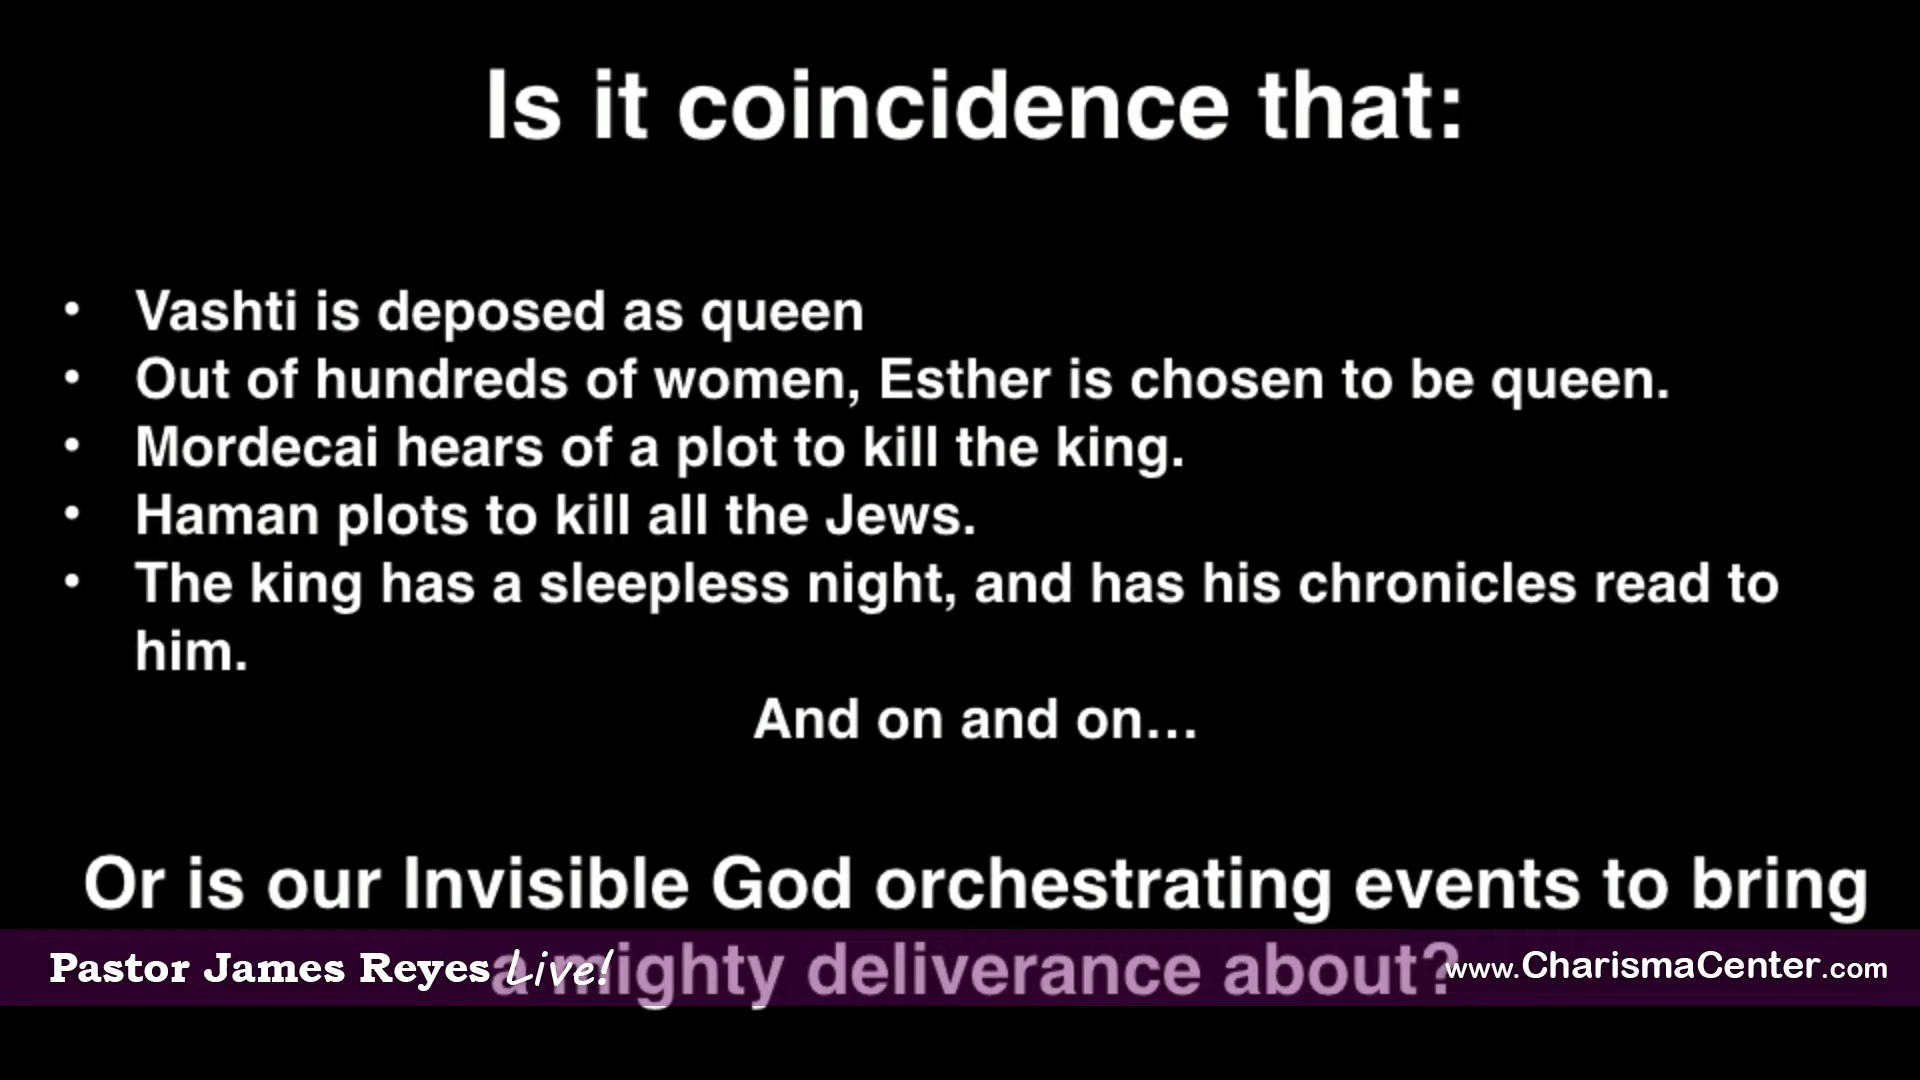 Is it coincidence that:
• Vashti is deposed as queen
• Out of hundreds of women, Esther is chosen to be queen.
• Mordecai hears of a plot to kill the king.
• Haman plots to kill all the Jews.
• The king has a sleepless night, and has his chronicles read to
him.
And on and on…
Or is our Invisible God orchestrating events to bring
a mighty deliverance about?
Pastor James Reyes Live!
www.CharismaCenter.com